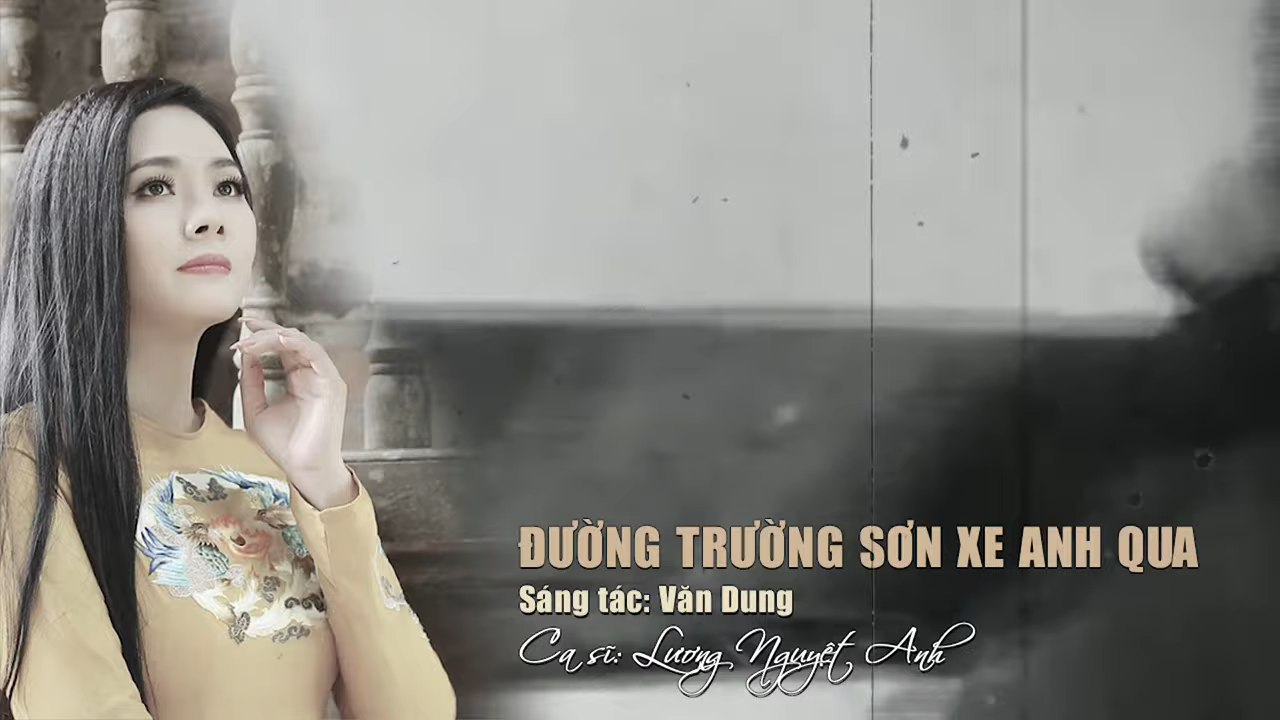 ĐƯỜNG TRƯỜNG SƠN XE ANH QUA
Sáng tác: Văn Dung
Ca sĩ: Lương Nguyệt Anh